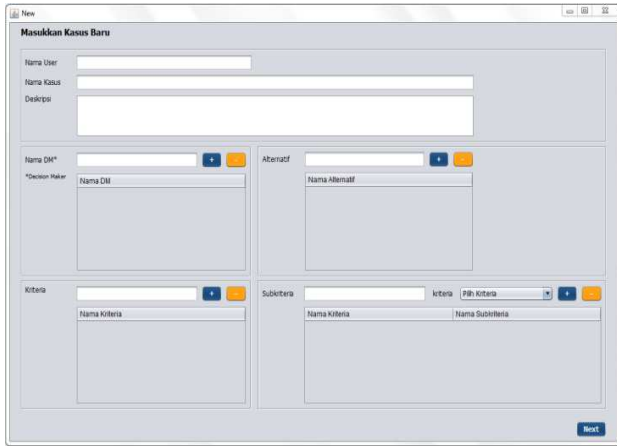 New
Masukkan Kasus Baru
Nama User
Nama Kasus
Deskripsi
Nama DM* + -
*Decision Maker
Nama DM
Alternatif + -
Nama Alternatif
Kriteria + -
Nama Kriteria
Subkriteria kriteria Pilih Kriteria + -
Nama Kriteria Nama Subkriteria
Next